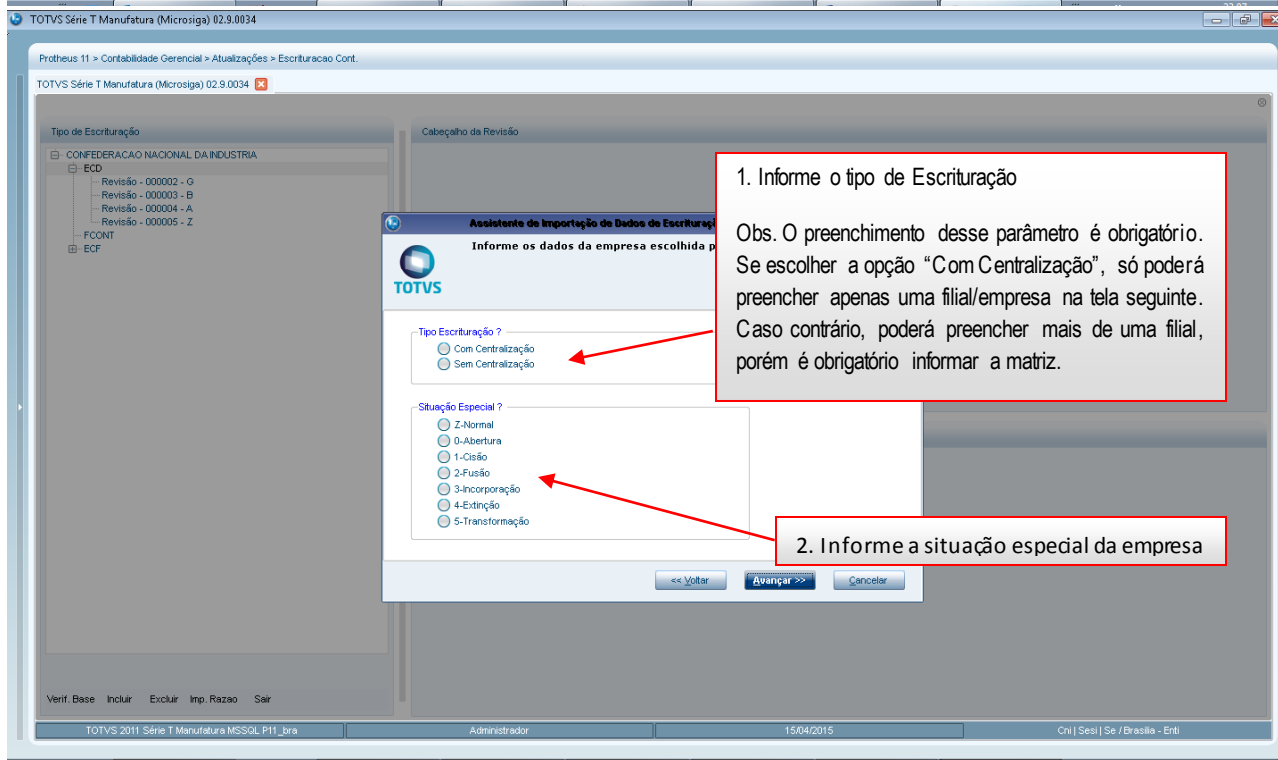 TOTVS Série T Manufatura (Microsiga) 02.9.0034
Protheus 11 > Contabilidade Gerencial > Atualizações > Escrituracao Cont.
TOTVS Série T Manufatura (Microsiga) 02.9.0034
Tipo de Escrituração
Cabeçalho da Revisão
CONFEDERACAO NACIONAL DA INDUSTRIA
ECD
Revisão - 000002 - G
Revisão - 000003 - B
Revisão - 000004 - A
Revisão - 000005 - Z
FCONT
ECF
Assistente de Importação de Dados de Escrituraç
Informe os dados da empresa escolhida p
TOTVS
Tipo Escrituração ?
Com Centralização
Sem Centralização
Situação Especial ?
Z-Normal
0-Abertura
1-Cisão
2-Fusão
3-Incorporação
4-Extinção
5-Transformação
<< Voltar
Avançar >>
Cancelar
1. Informe o tipo de Escrituração
Obs. O preenchimento desse parâmetro é obrigatório.
Se escolher a opção “Com Centralização”, só poderá
preencher apenas uma filial/empresa na tela seguinte.
Caso contrário, poderá preencher mais de uma filial,
porém é obrigatório informar a matriz.
2. Informe a situação especial da empresa
Verif. Base Incluir Excluir Imp. Razao Sair
TOTVS 2011 Série T Manufatura MSSQL P11_bra
Administrador
15/04/2015
Cni | Sesi | Se / Brasilia - Enti